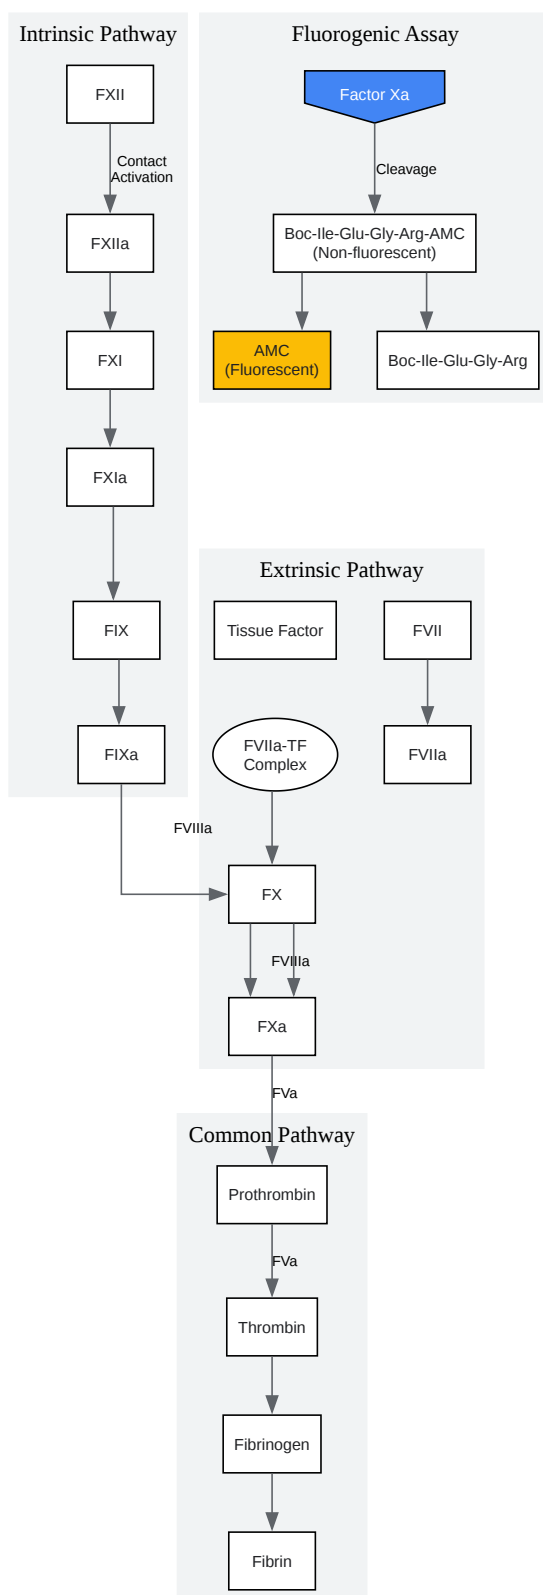 Intrinsic Pathway
FXII
Contact
Activation
FXIIa
FXI
FXIa
FIX
FIXa
FVIIIa
Fluorogenic Assay
Factor Xa
Cleavage
Boc-Ile-Glu-Gly-Arg-AMC
(Non-fluorescent)
AMC
(Fluorescent)
Boc-Ile-Glu-Gly-Arg
Extrinsic Pathway
Tissue Factor
FVII
FVIIa-TF
Complex
FVIIa
FX
FVIIIa
FXa
FVa
Common Pathway
Prothrombin
FVa
Thrombin
Fibrinogen
Fibrin